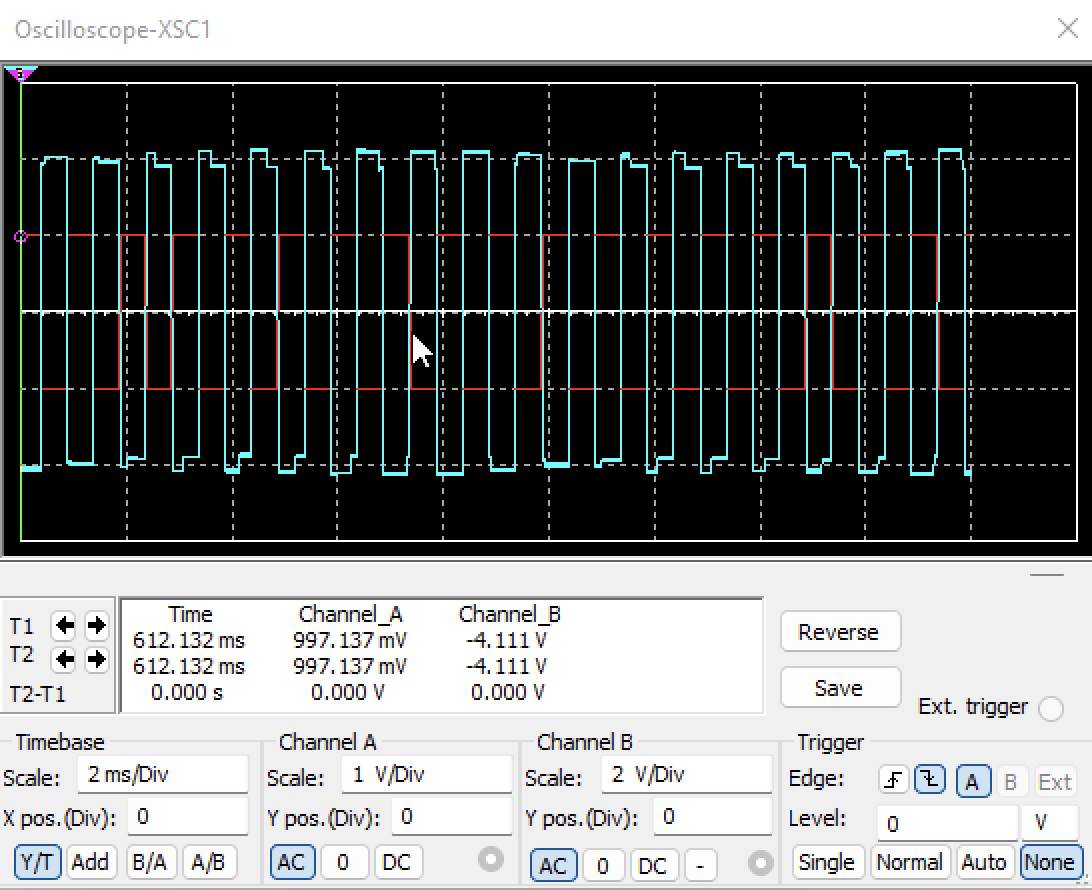 Oscilloscope-XSC1
Time Channel_A Channel_B
T1 612.132 ms 997.137 mV -4.111 V
T2 612.132 ms 997.137 mV -4.111 V
T2-T1 0.000 s 0.000 V 0.000 V
Reverse
Save
Ext. trigger
Timebase Channel A Channel B Trigger
Scale: 2 ms/Div Scale: 1 V/Div Scale: 2 V/Div Edge: A B Ext
X pos.(Div): 0 Y pos.(Div): 0 Y pos.(Div): 0 Level: 0 V
Y/T Add B/A A/B AC 0 DC AC 0 DC - Single Normal Auto None